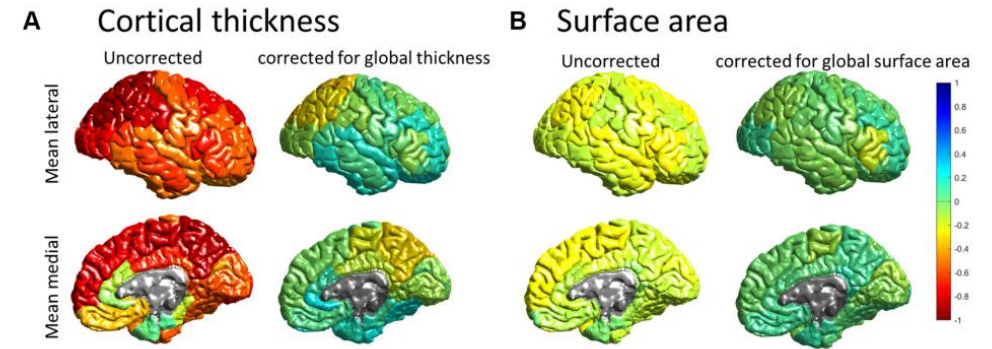 A Cortical thickness B Surface area
Uncorrected corrected for global thickness Uncorrected corrected for global surface area
Mean lateral
Mean medial
1
0.8
0.6
0.4
0.2
0
-0.2
-0.4
-0.6
-0.8
-1